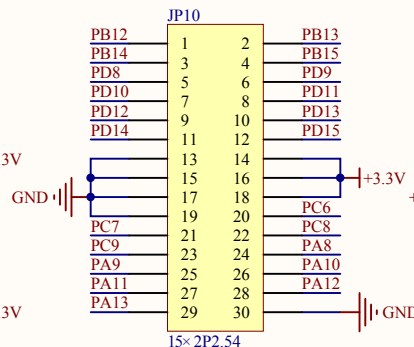 JP10
PB12 1 2 PB13
PB14 3 4 PB15
PD8 5 6 PD9
PD10 7 8 PD11
PD12 9 10 PD13
PD14 11 12 PD15
3V 13 14
15 16 +3.3V
GND 17 18
19 20 PC6
PC7 21 22 PC8
PC9 23 24 PA8
PA9 25 26 PA10
PA11 27 28 PA12
3V PA13 29 30 GND
15×2P2.54